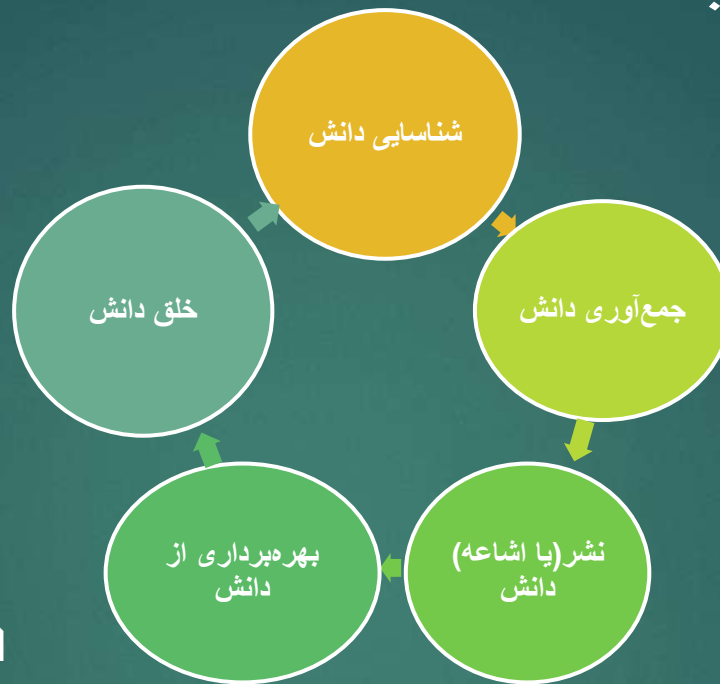 شناسایی دانش
جمع‌آوری دانش
نشر(یا اشاعه)
دانش
بهره‌برداری از
دانش
خلق دانش